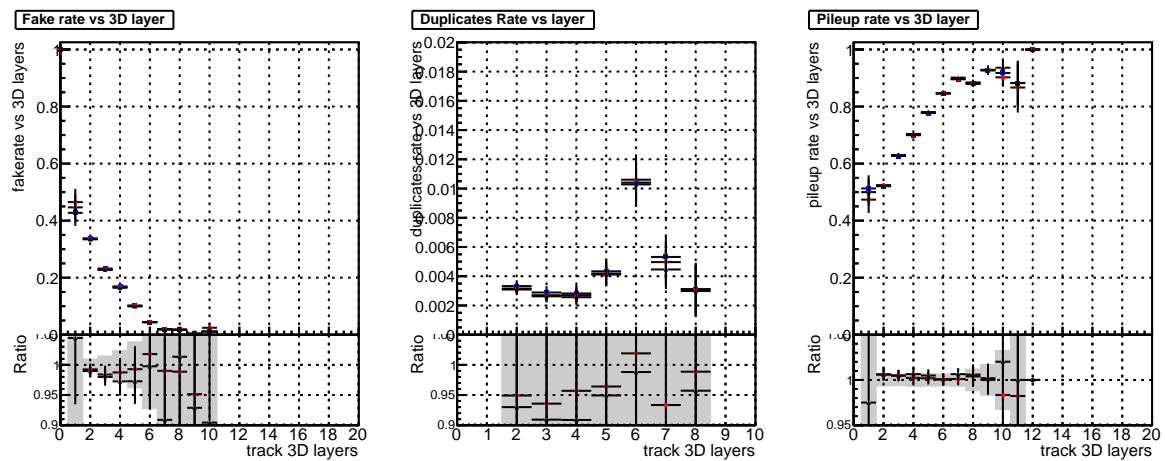 Fake rate vs 3D layer
fakerate vs 3D layers
1
0.8
0.6
0.4
0.2
0
Ratio
1
0.95
0.9
0 2 4 6 8 10 12 14 16 18 20
track 3D layers
Duplicates Rate vs layer
duplicates rate vs 3D layers
0.02
0.018
0.016
0.014
0.012
0.01
0.008
0.006
0.004
0.002
0
Ratio
1
0.95
0.9
0 1 2 3 4 5 6 7 8 9 10
track 3D layers
Pileup rate vs 3D layer
pileup rate vs 3D layers
1
0.8
0.6
0.4
0.2
0
Ratio
1
0.95
0 2 4 6 8 10 12 14 16 18 20
track 3D layers